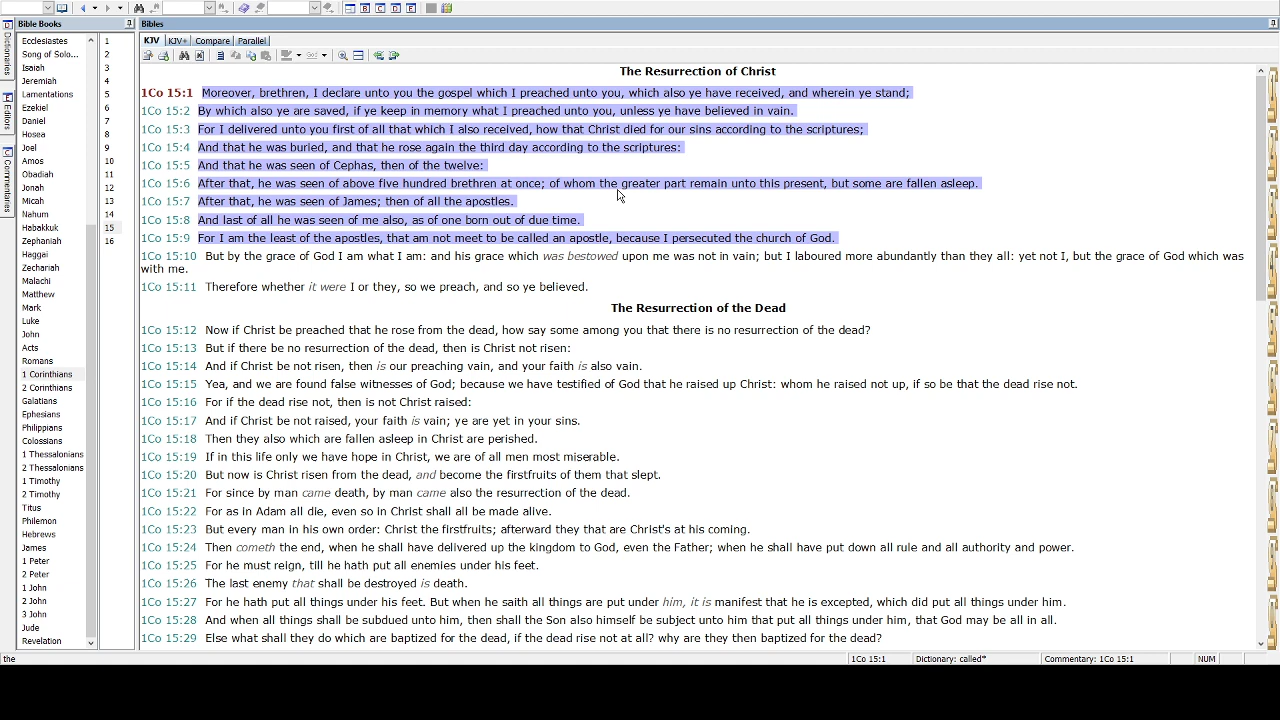 Bible Books
Bibles
Dictionaries
Editors
Commentaries
Ecclesiastes
Song of Solo...
Isaiah
Jeremiah
Lamentations
Ezekiel
Daniel
Hosea
Joel
Amos
Obadiah
Jonah
Micah
Nahum
Habakkuk
Zephaniah
Haggai
Zechariah
Malachi
Matthew
Mark
Luke
John
Acts
Romans
1 Corinthians
2 Corinthians
Galatians
Ephesians
Philippians
Colossians
1 Thessalonians
2 Thessalonians
1 Timothy
2 Timothy
Titus
Philemon
Hebrews
James
1 Peter
2 Peter
1 John
2 John
3 John
Jude
Revelation
1
2
3
4
5
6
7
8
9
10
11
12
13
14
15
16
KJV KJV+ Compare Parallel
The Resurrection of Christ
1Co 15:1 Moreover, brethren, I declare unto you the gospel which I preached unto you, which also ye have received, and wherein ye stand;
1Co 15:2 By which also ye are saved, if ye keep in memory what I preached unto you, unless ye have believed in vain.
1Co 15:3 For I delivered unto you first of all that which I also received, how that Christ died for our sins according to the scriptures;
1Co 15:4 And that he was buried, and that he rose again the third day according to the scriptures:
1Co 15:5 And that he was seen of Cephas, then of the twelve:
1Co 15:6 After that, he was seen of above five hundred brethren at once; of whom the greater part remain unto this present, but some are fallen asleep.
1Co 15:7 After that, he was seen of James; then of all the apostles.
1Co 15:8 And last of all he was seen of me also, as of one born out of due time.
1Co 15:9 For I am the least of the apostles, that am not meet to be called an apostle, because I persecuted the church of God.
1Co 15:10 But by the grace of God I am what I am: and his grace which was bestowed upon me was not in vain; but I laboured more abundantly than they all: yet not I, but the grace of God which was
with me.
1Co 15:11 Therefore whether it were I or they, so we preach, and so ye believed.
The Resurrection of the Dead
1Co 15:12 Now if Christ be preached that he rose from the dead, how say some among you that there is no resurrection of the dead?
1Co 15:13 But if there be no resurrection of the dead, then is Christ not risen:
1Co 15:14 And if Christ be not risen, then is our preaching vain, and your faith is also vain.
1Co 15:15 Yea, and we are found false witnesses of God; because we have testified of God that he raised up Christ: whom he raised not up, if so be that the dead rise not.
1Co 15:16 For if the dead rise not, then is not Christ raised:
1Co 15:17 And if Christ be not raised, your faith is vain; ye are yet in your sins.
1Co 15:18 Then they also which are fallen asleep in Christ are perished.
1Co 15:19 If in this life only we have hope in Christ, we are of all men most miserable.
1Co 15:20 But now is Christ risen from the dead, and become the firstfruits of them that slept.
1Co 15:21 For since by man came death, by man came also the resurrection of the dead.
1Co 15:22 For as in Adam all die, even so in Christ shall all be made alive.
1Co 15:23 But every man in his own order: Christ the firstfruits; afterward they that are Christ's at his coming.
1Co 15:24 Then cometh the end, when he shall have delivered up the kingdom to God, even the Father; when he shall have put down all rule and all authority and power.
1Co 15:25 For he must reign, till he hath put all enemies under his feet.
1Co 15:26 The last enemy that shall be destroyed is death.
1Co 15:27 For he hath put all things under his feet. But when he saith all things are put under him, it is manifest that he is excepted, which did put all things under him.
1Co 15:28 And when all things shall be subdued unto him, then shall the Son also himself be subject unto him that put all things under him, that God may be all in all.
1Co 15:29 Else what shall they do which are baptized for the dead, if the dead rise not at all? why are they then baptized for the dead?
the
1Co 15:1
Dictionary: called*
Commentary: 1Co 15:1
NUM